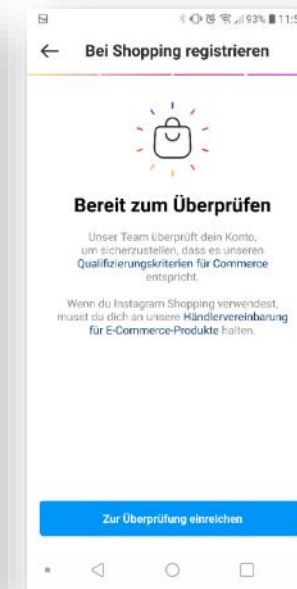 93% 11:5
Bei Shopping registrieren
Bereit zum Überprüfen
Unser Team überprüft dein Konto,
um sicherzustellen, dass es unseren
Qualifizierungskriterien für Commerce
entspricht.
Wenn du Instagram Shopping verwendest,
musst du dich an unsere Händlervereinbarung
für E-Commerce-Produkte halten.
Zur Überprüfung einreichen